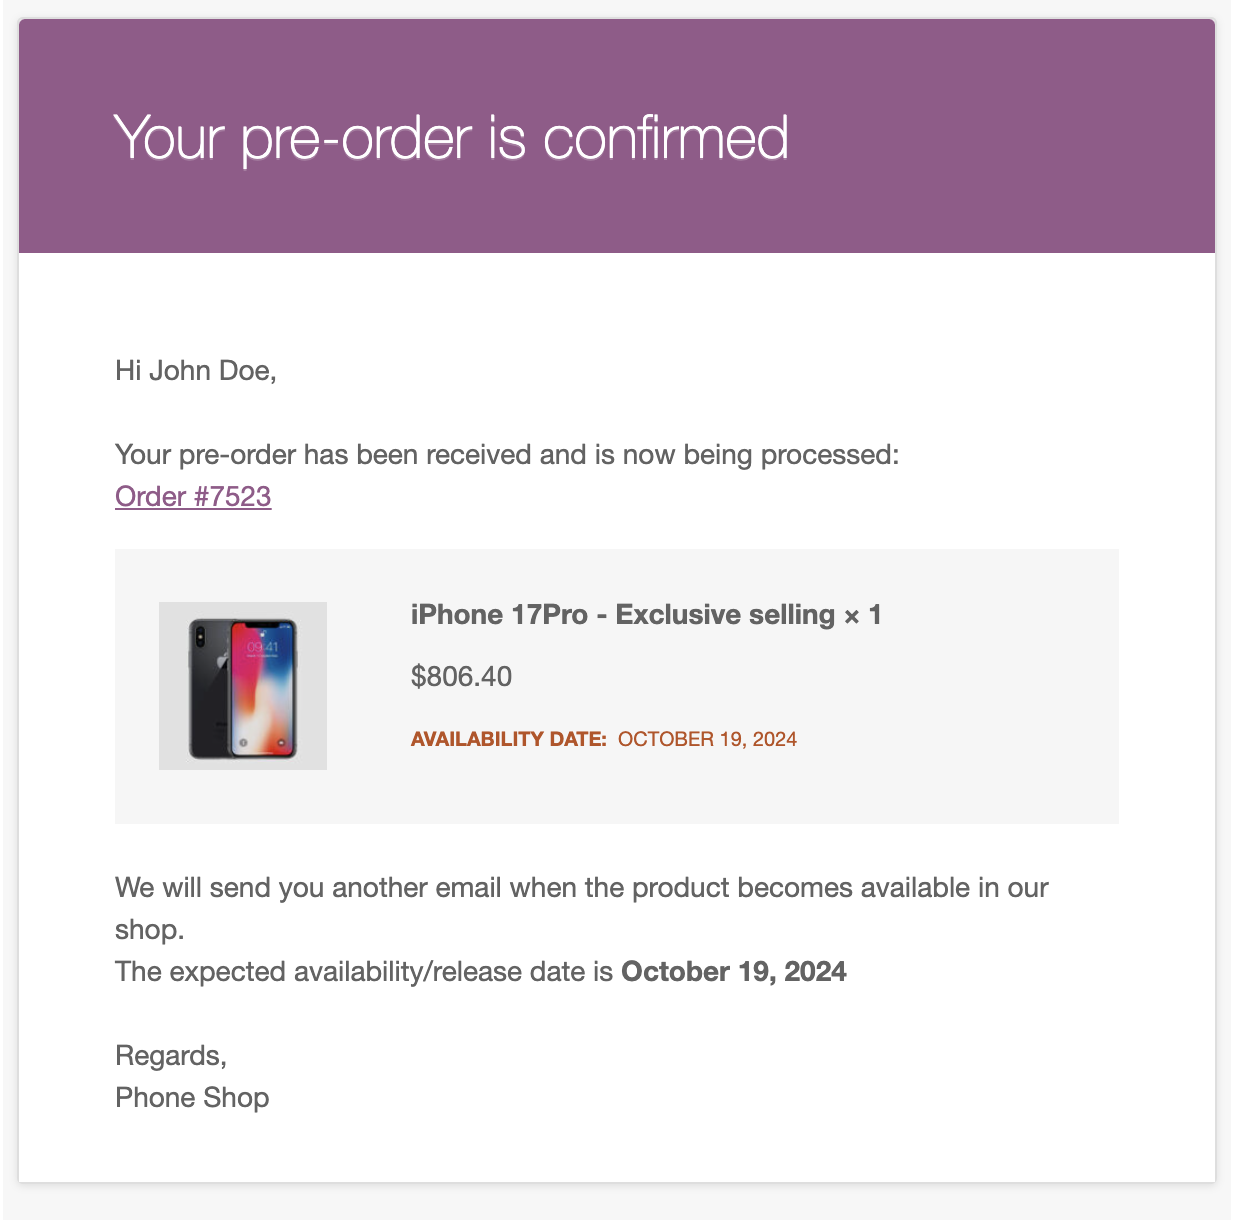 Your pre-order is confirmed
Hi John Doe,
Your pre-order has been received and is now being processed:
Order #7523
09:41
iPhone 17Pro - Exclusive selling × 1
$806.40
AVAILABILITY DATE: OCTOBER 19, 2024
We will send you another email when the product becomes available in our
shop.
The expected availability/release date is October 19, 2024
Regards,
Phone Shop